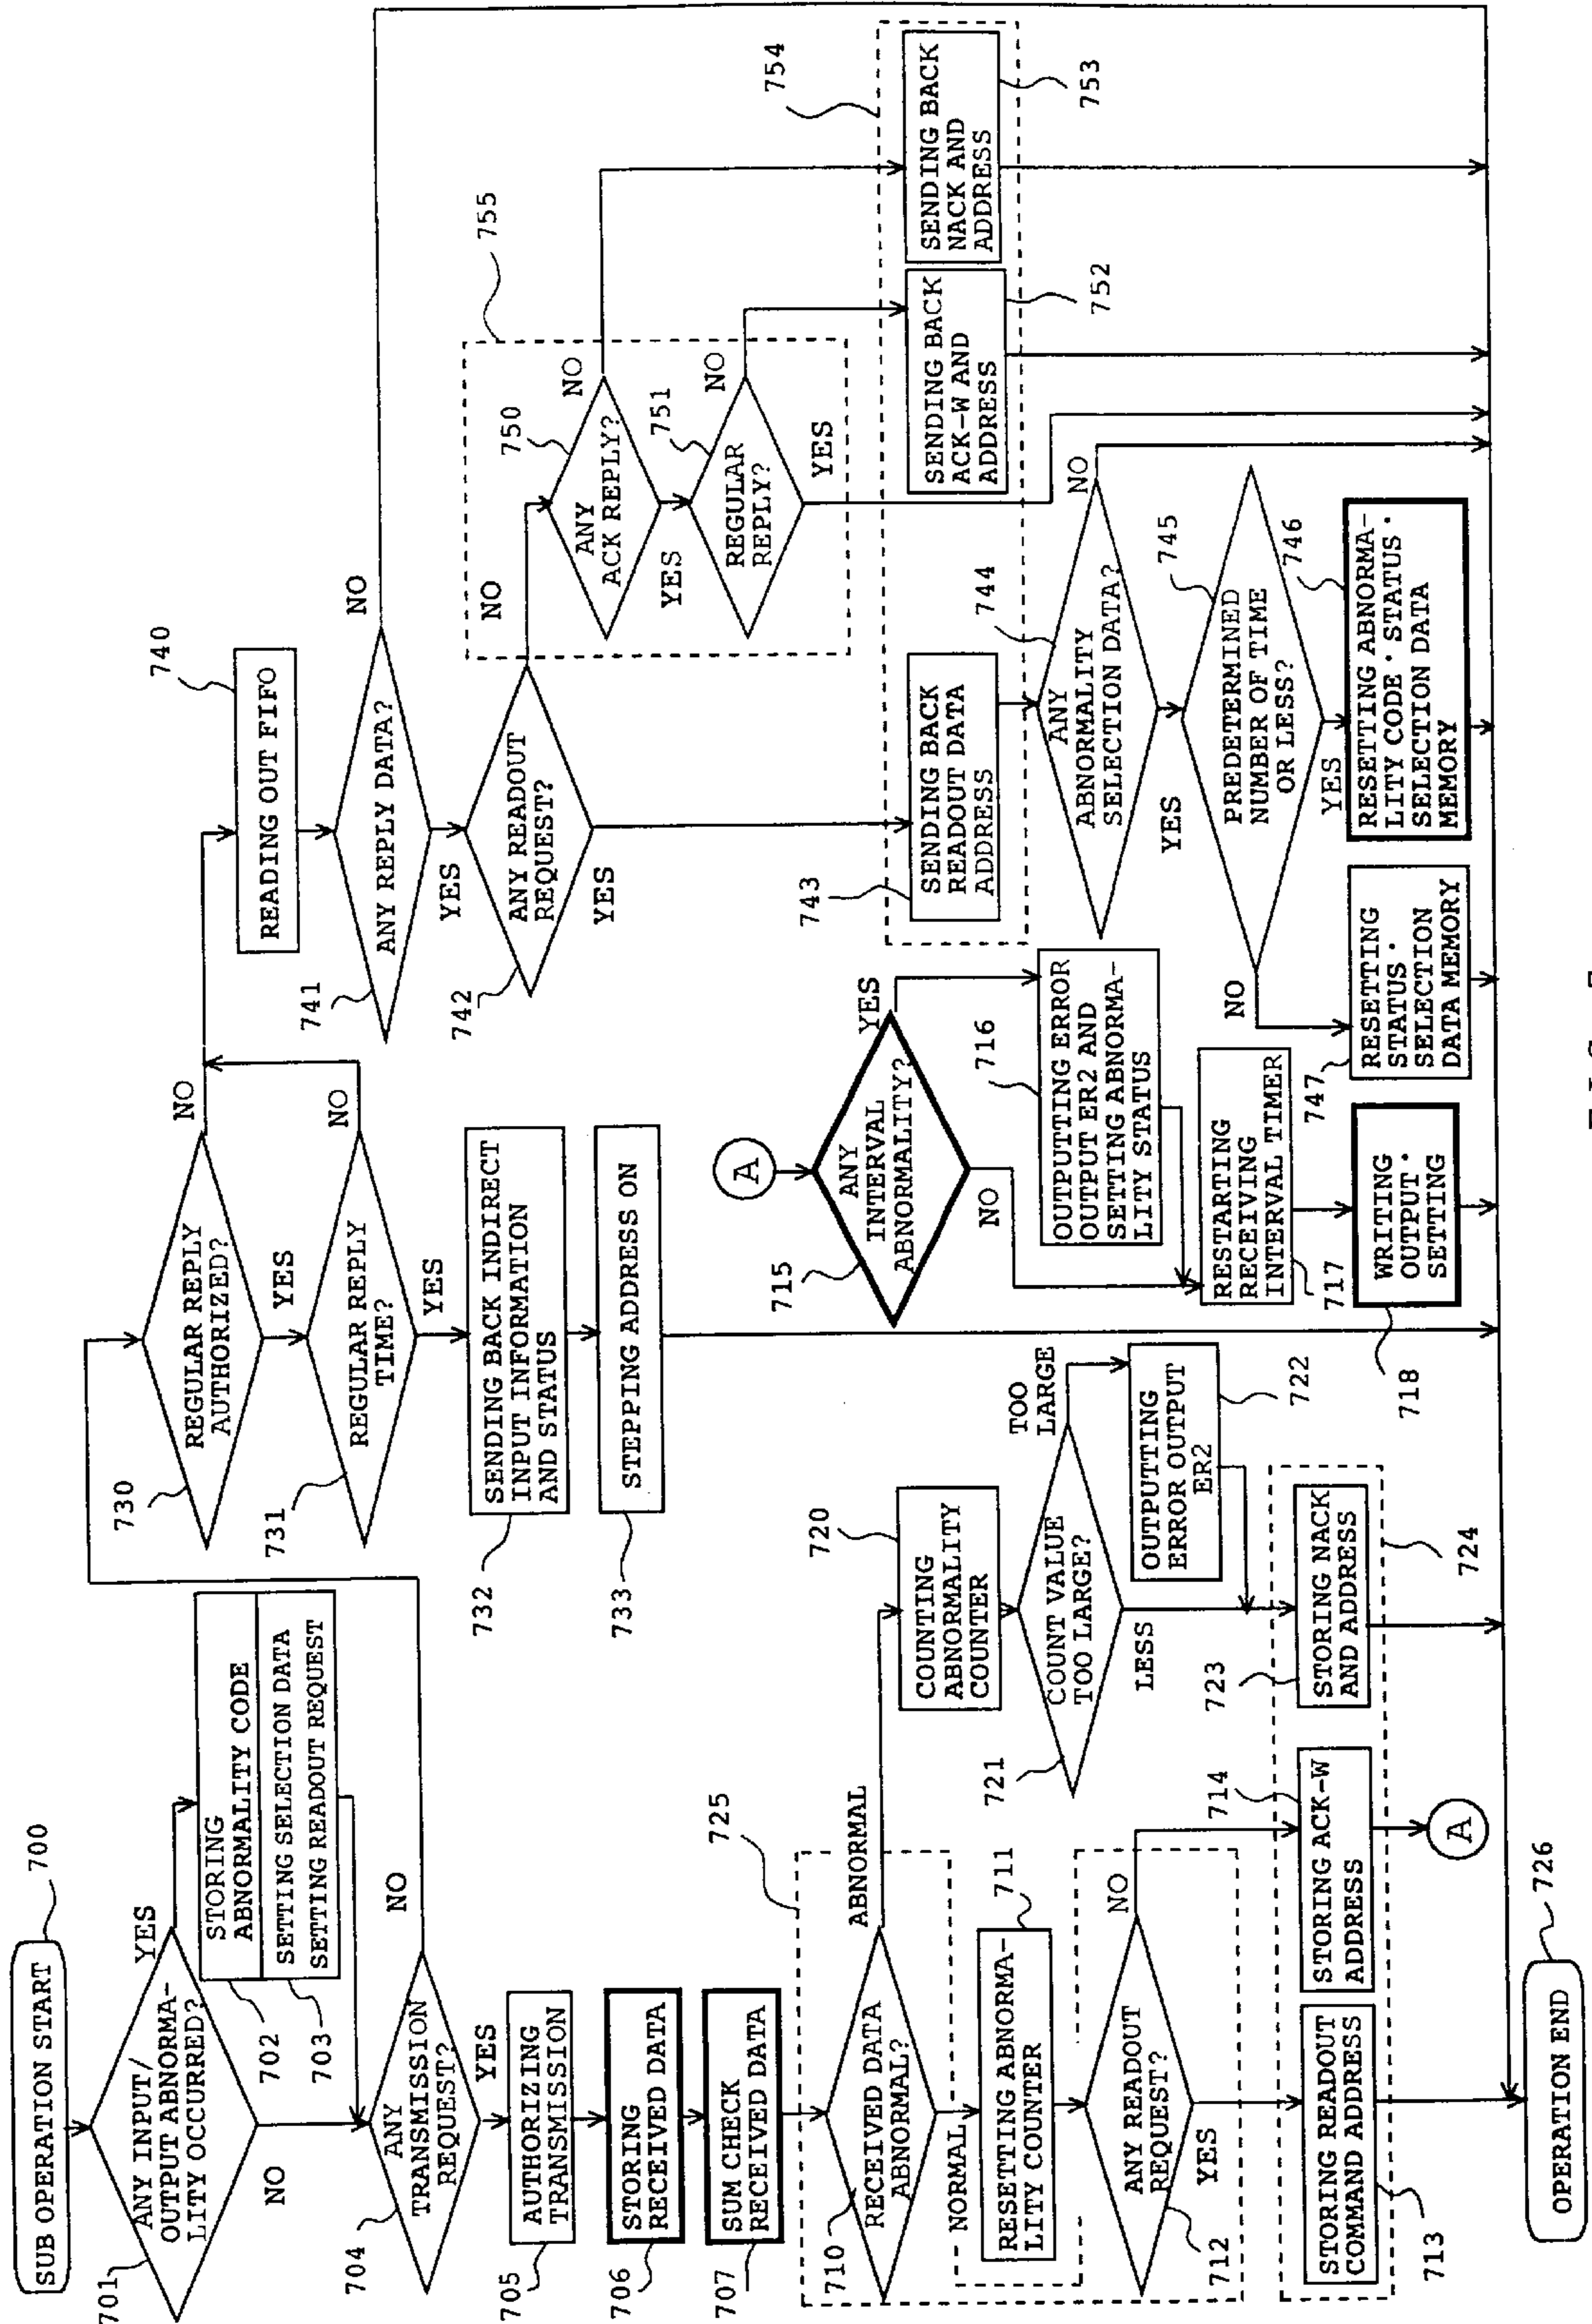 SUB OPERATION START
700
701
ANY INPUT/
OUTPUT ABNORMA-
LITY OCCURRED?
YES
NO
STORING
ABNORMALITY CODE
702
SETTING SELECTION DATA
SETTING READOUT REQUEST
703
704
ANY
TRANSMISSION
REQUEST?
NO
YES
AUTHORIZING
TRANSMISSION
705
STORING
RECEIVED DATA
706
SUM CHECK
RECEIVED DATA
707
725
710
RECEIVED DATA
ABNORMAL?
ABNORMAL
NORMAL
RESETTING ABNORMA-
LITY COUNTER
711
ANY READOUT
REQUEST?
712
NO
YES
STORING READOUT
COMMAND ADDRESS
713
STORING ACK-W
ADDRESS
714
A
720
COUNTING
ABNORMALITY
COUNTER
721
COUNT VALUE
TOO LARGE?
TOO
LARGE
LESS
OUTPUTTING
ERROR OUTPUT
ER2
722
723
STORING NACK
AND ADDRESS
724
OPERATION END
726
730
REGULAR REPLY
AUTHORIZED?
NO
YES
731
REGULAR REPLY
TIME?
NO
YES
SENDING BACK INDIRECT
INPUT INFORMATION
AND STATUS
732
STEPPING ADDRESS ON
733
A
715
ANY
INTERVAL
ABNORMALITY?
YES
NO
716
OUTPUTTING ERROR
OUTPUT ER2 AND
SETTING ABNORMA-
LITY STATUS
RESTARTING
RECEIVING
INTERVAL TIMER
717
WRITING
OUTPUT·
SETTING
718
740
READING OUT FIFO
741
ANY REPLY DATA?
NO
YES
742
ANY READOUT
REQUEST?
NO
YES
755
750
ANY
ACK REPLY?
NO
YES
751
REGULAR
REPLY?
NO
YES
754
743
SENDING BACK
READOUT DATA
ADDRESS
SENDING BACK
ACK-W AND
ADDRESS
752
SENDING BACK
NACK AND
ADDRESS
753
744
ANY
ABNORMALITY
SELECTION DATA?
NO
YES
745
PREDETERMINED
NUMBER OF TIME
OR LESS?
NO
YES
746
RESETTING ABNORMA-
LITY CODE·STATUS·
SELECTION DATA
MEMORY
747
RESETTING
STATUS·
SELECTION
DATA MEMORY